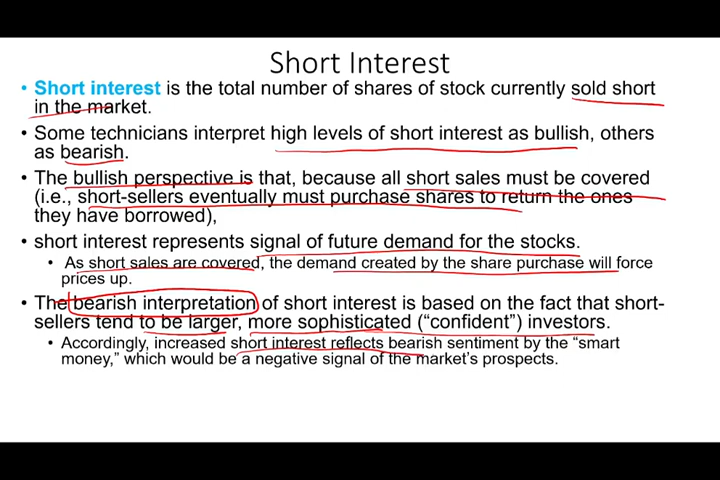 Short Interest
• Short interest is the total number of shares of stock currently sold short
in the market.
• Some technicians interpret high levels of short interest as bullish, others
as bearish.
• The bullish perspective is that, because all short sales must be covered
(i.e., short-sellers eventually must purchase shares to return the ones
they have borrowed),
• short interest represents signal of future demand for the stocks.
• As short sales are covered, the demand created by the share purchase will force
prices up.
• The bearish interpretation of short interest is based on the fact that short-
sellers tend to be larger, more sophisticated (“confident”) investors.
• Accordingly, increased short interest reflects bearish sentiment by the “smart
money,” which would be a negative signal of the market’s prospects.